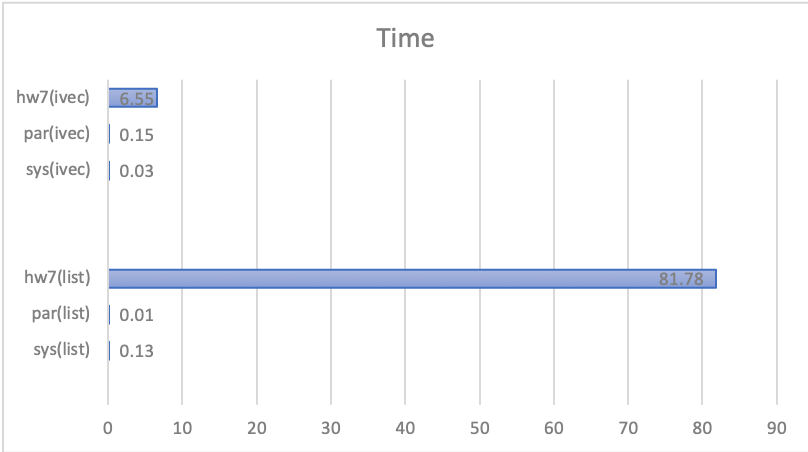 Time
hw7(ivec) 6.55
par(ivec) 0.15
sys(ivec) 0.03
hw7(list) 81.78
par(list) 0.01
sys(list) 0.13
0 10 20 30 40 50 60 70 80 90